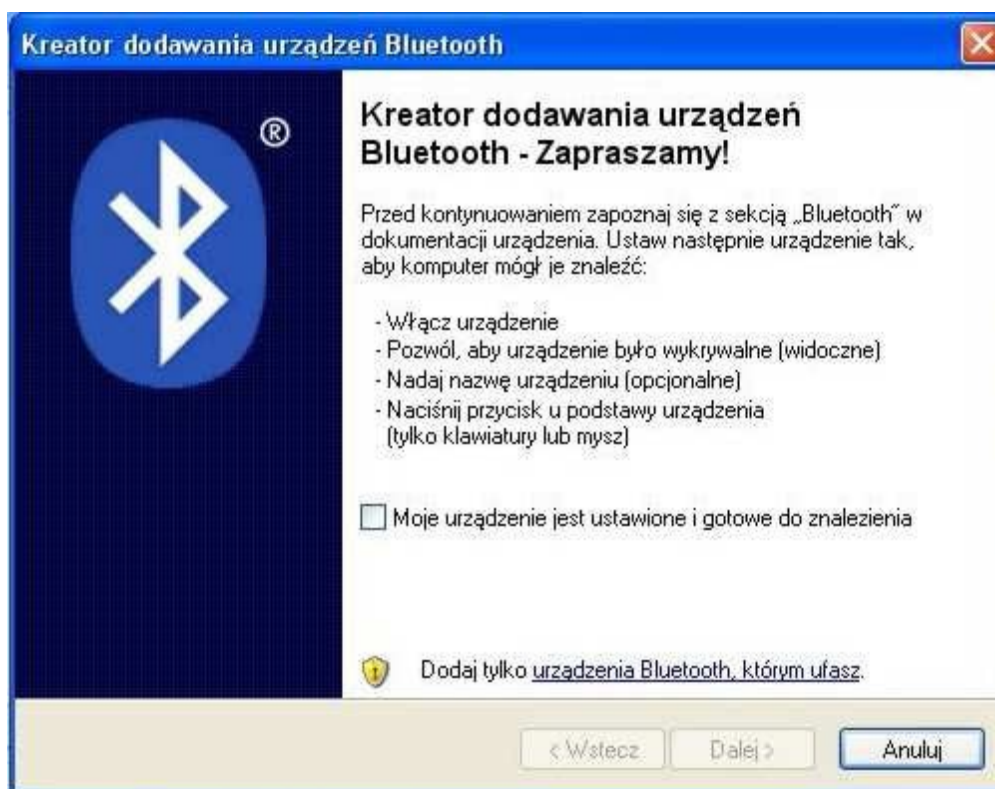 Kreator dodawania urządzeń Bluetooth
®
Kreator dodawania urządzeń
Bluetooth - Zapraszamy!
Przed kontynuowaniem zapoznaj się z sekcją „Bluetooth” w
dokumentacji urządzenia. Ustaw następnie urządzenie tak,
aby komputer mógł je znaleźć:
- Włącz urządzenie
- Pozwól, aby urządzenie było wykrywalne (widoczne)
- Nadaj nazwę urządzeniu (opcjonalne)
- Naciśnij przycisk u podstawy urządzenia
(tylko klawiatury lub mysz)
Moje urządzenie jest ustawione i gotowe do znalezienia
Dodaj tylko urządzenia Bluetooth, którym ufasz.
< Wstecz
Dalej >
Anuluj